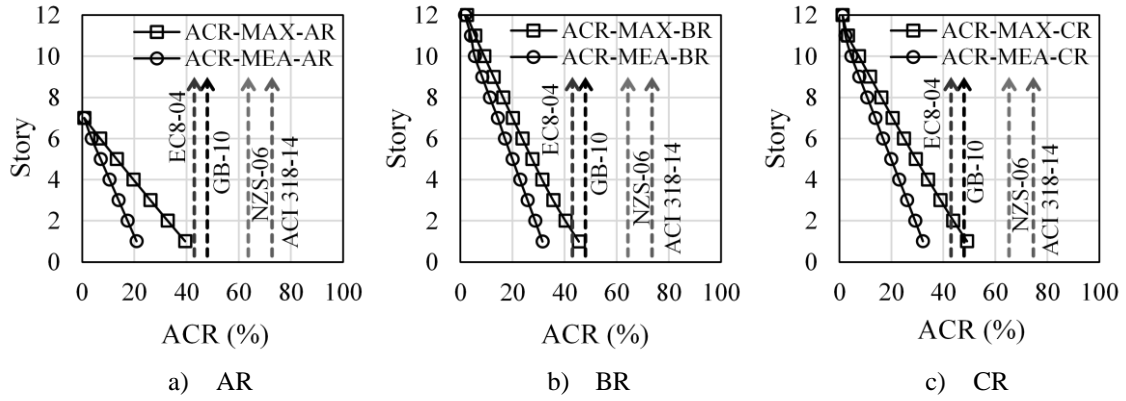 12
10
8
6
4
2
0
Story
ACR-MAX-AR
ACR-MEA-AR
EC8-04
GB-10
NZS-06
ACI 318-14
0 20 40 60 80 100
ACR (%)
a) AR
12
10
8
6
4
2
0
Story
ACR-MAX-BR
ACR-MEA-BR
EC8-04
GB-10
NZS-06
ACI 318-14
0 20 40 60 80 100
ACR (%)
b) BR
12
10
8
6
4
2
0
Story
ACR-MAX-CR
ACR-MEA-CR
EC8-04
GB-10
NZS-06
ACI 318-14
0 20 40 60 80 100
ACR (%)
c) CR